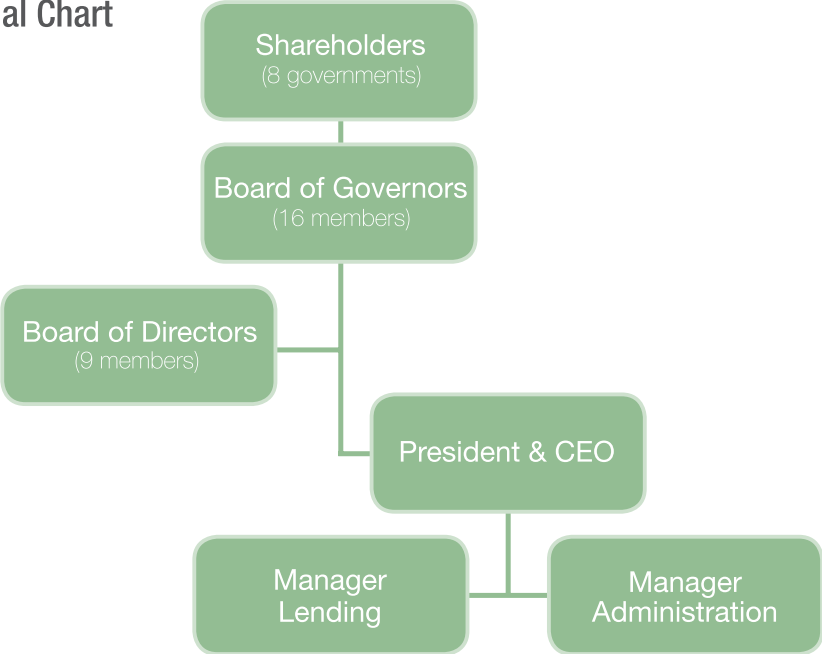 al Chart
Shareholders
(8 governments)
Board of Governors
(16 members)
Board of Directors
(9 members)
President & CEO
Manager
Lending
Manager
Administration